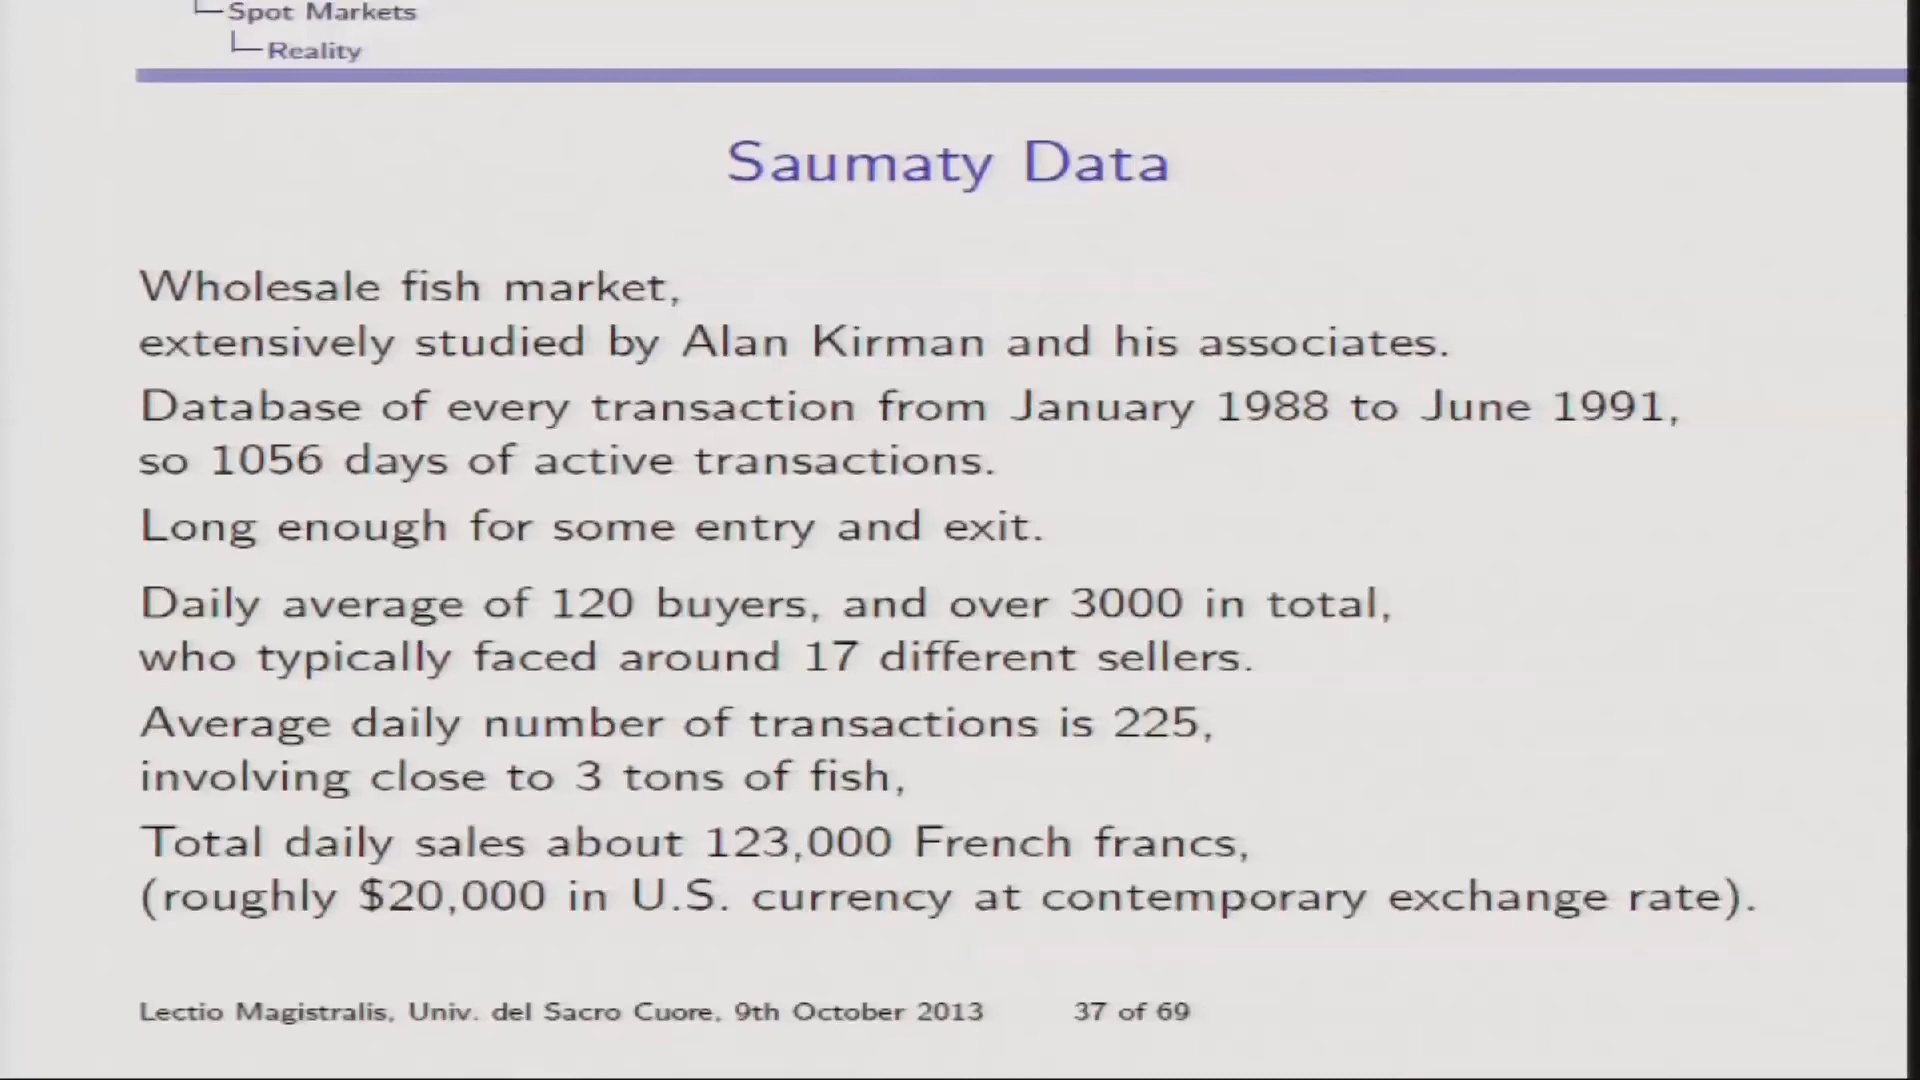 Spot Markets
Reality
Saumaty Data
Wholesale fish market,
extensively studied by Alan Kirman and his associates.
Database of every transaction from January 1988 to June 1991,
so 1056 days of active transactions.
Long enough for some entry and exit.
Daily average of 120 buyers, and over 3000 in total,
who typically faced around 17 different sellers.
Average daily number of transactions is 225,
involving close to 3 tons of fish,
Total daily sales about 123,000 French francs,
(roughly $20,000 in U.S. currency at contemporary exchange rate).
Lectio Magistralis, Univ. del Sacro Cuore, 9th October 2013 37 of 69